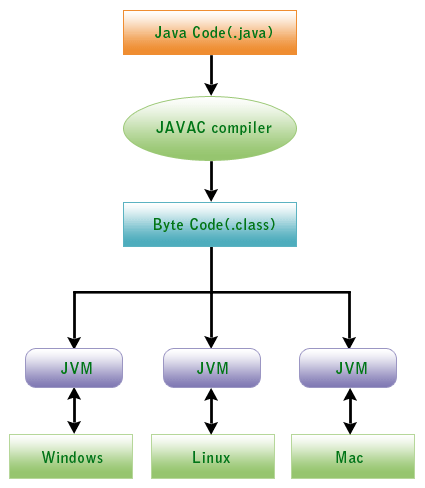 Java Code(.java)
JAVAC compiler
Byte Code(.class)
JVM
JVM
JVM
Windows
Linux
Mac